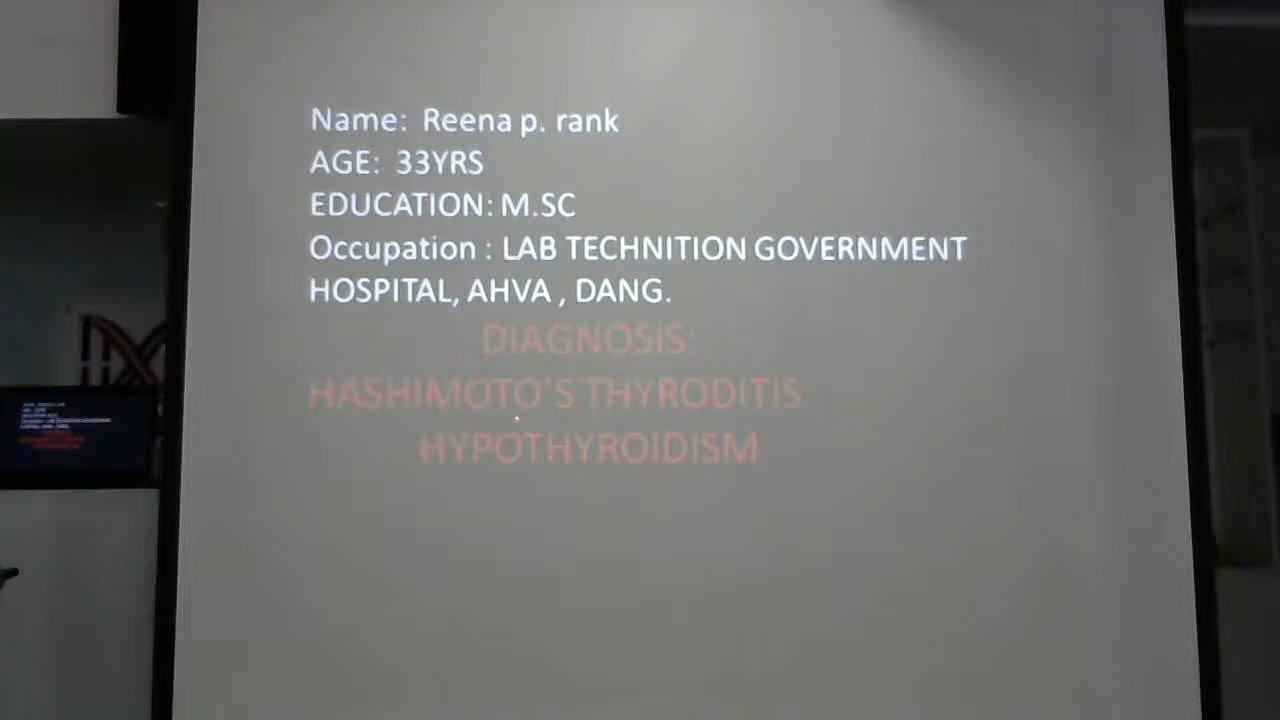 Name: Reena p. rank
AGE: 33YRS
EDUCATION: M.SC
Occupation : LAB TECHNITION GOVERNMENT
HOSPITAL, AHVA , DANG.
DIAGNOSIS:
HASHIMOTO'S THYRODITIS
HYPOTHYROIDISM